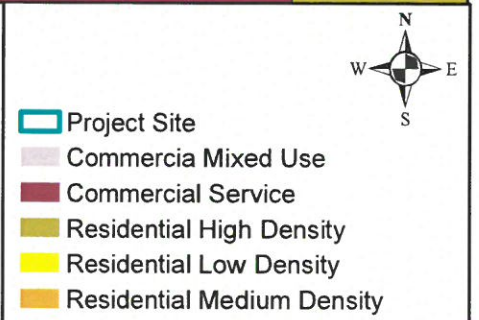 N
W E
S
Project Site
Commercia Mixed Use
Commercial Service
Residential High Density
Residential Low Density
Residential Medium Density